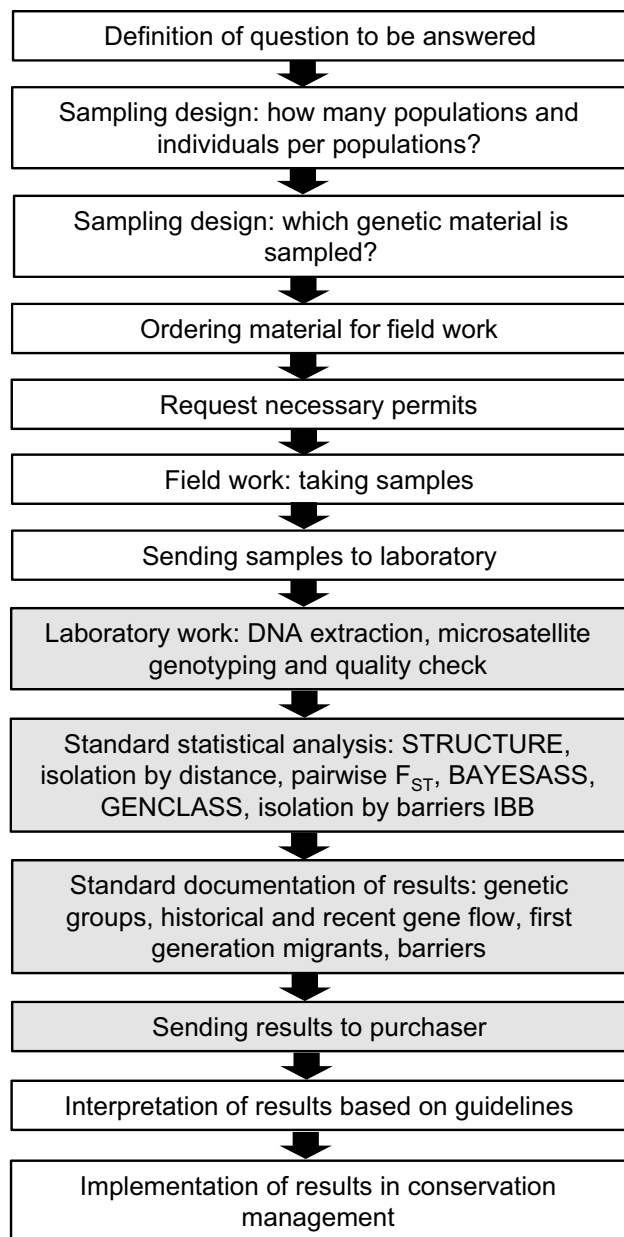 Definition of question to be answered
Sampling design: how many populations and
individuals per populations?
Sampling design: which genetic material is
sampled?
Ordering material for field work
Request necessary permits
Field work: taking samples
Sending samples to laboratory
Laboratory work: DNA extraction, microsatellite
genotyping and quality check
Standard statistical analysis: STRUCTURE,
isolation by distance, pairwise F_ST, BAYESASS,
GENCLASS, isolation by barriers IBB
Standard documentation of results: genetic
groups, historical and recent gene flow, first
generation migrants, barriers
Sending results to purchaser
Interpretation of results based on guidelines
Implementation of results in conservation
management